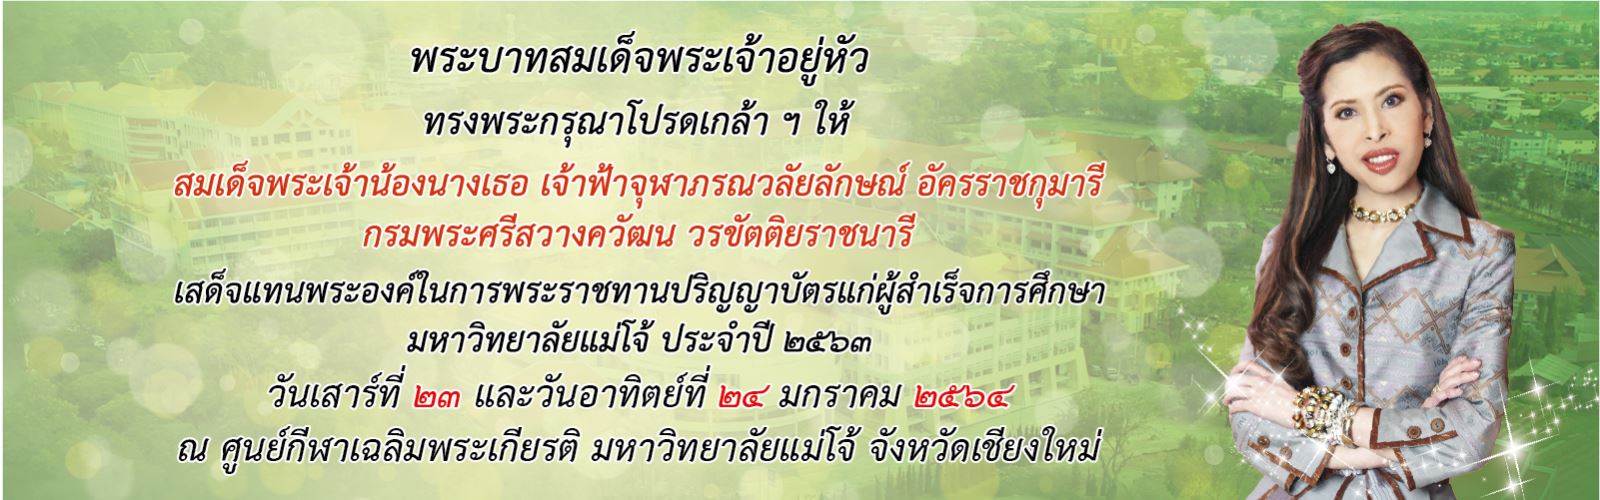 พระบาทสมเด็จพระเจ้าอยู่หัว
ทรงพระกรุณาโปรดเกล้า ฯ ให้
สมเด็จพระเจ้าน้องนางเธอ เจ้าฟ้าจุฬาภรณวลัยลักษณ์ อัครราชกุมารี
กรมพระศรีสวางควัฒน วรขัตติยราชนารี
เสด็จแทนพระองค์ในการพระราชทานปริญญาบัตรแก่ผู้สำเร็จการศึกษา
มหาวิทยาลัยแม่โจ้ ประจำปี ๒๕๖๓
วันเสาร์ที่ ๒๓ และวันอาทิตย์ที่ ๒๔ มกราคม ๒๕๖๔
ณ ศูนย์กีฬาเฉลิมพระเกียรติ มหาวิทยาลัยแม่โจ้ จังหวัดเชียงใหม่